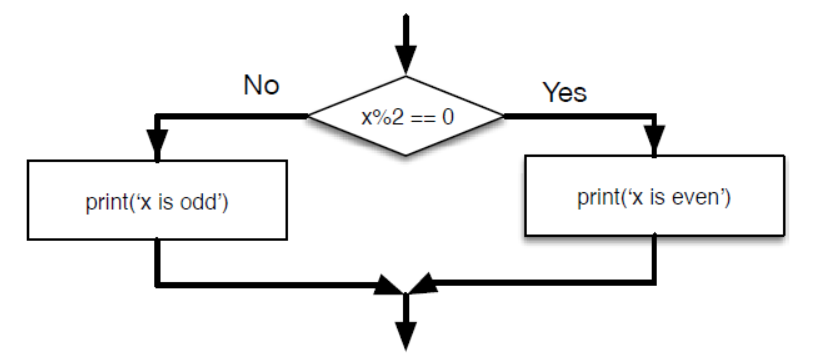 No
Yes
x%2 == 0
print(‘x is odd’)
print(‘x is even’)